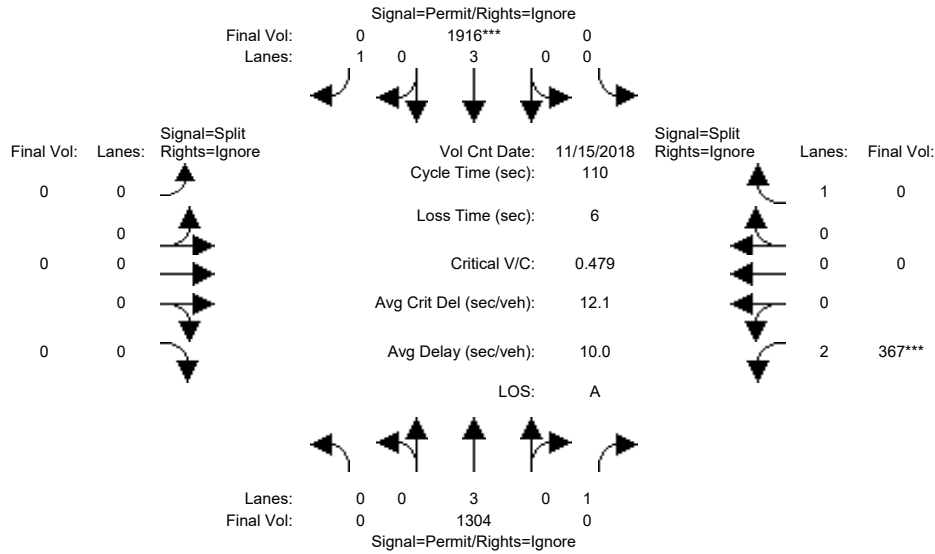 Signal=Permit/Rights=Ignore
Final Vol: 0 1916*** 0
Lanes: 1 0 3 0 0
Signal=Split Signal=Split
Final Vol: Lanes: Rights=Ignore Vol Cnt Date: 11/15/2018 Rights=Ignore Lanes: Final Vol:
Cycle Time (sec): 110
0 0 1 0
Loss Time (sec): 6
0 0
0 0 Critical V/C: 0.479 0 0
0 Avg Crit Del (sec/veh): 12.1 0
0 0 Avg Delay (sec/veh): 10.0 2 367***
LOS: A
Lanes: 0 0 3 0 1
Final Vol: 0 1304 0
Signal=Permit/Rights=Ignore